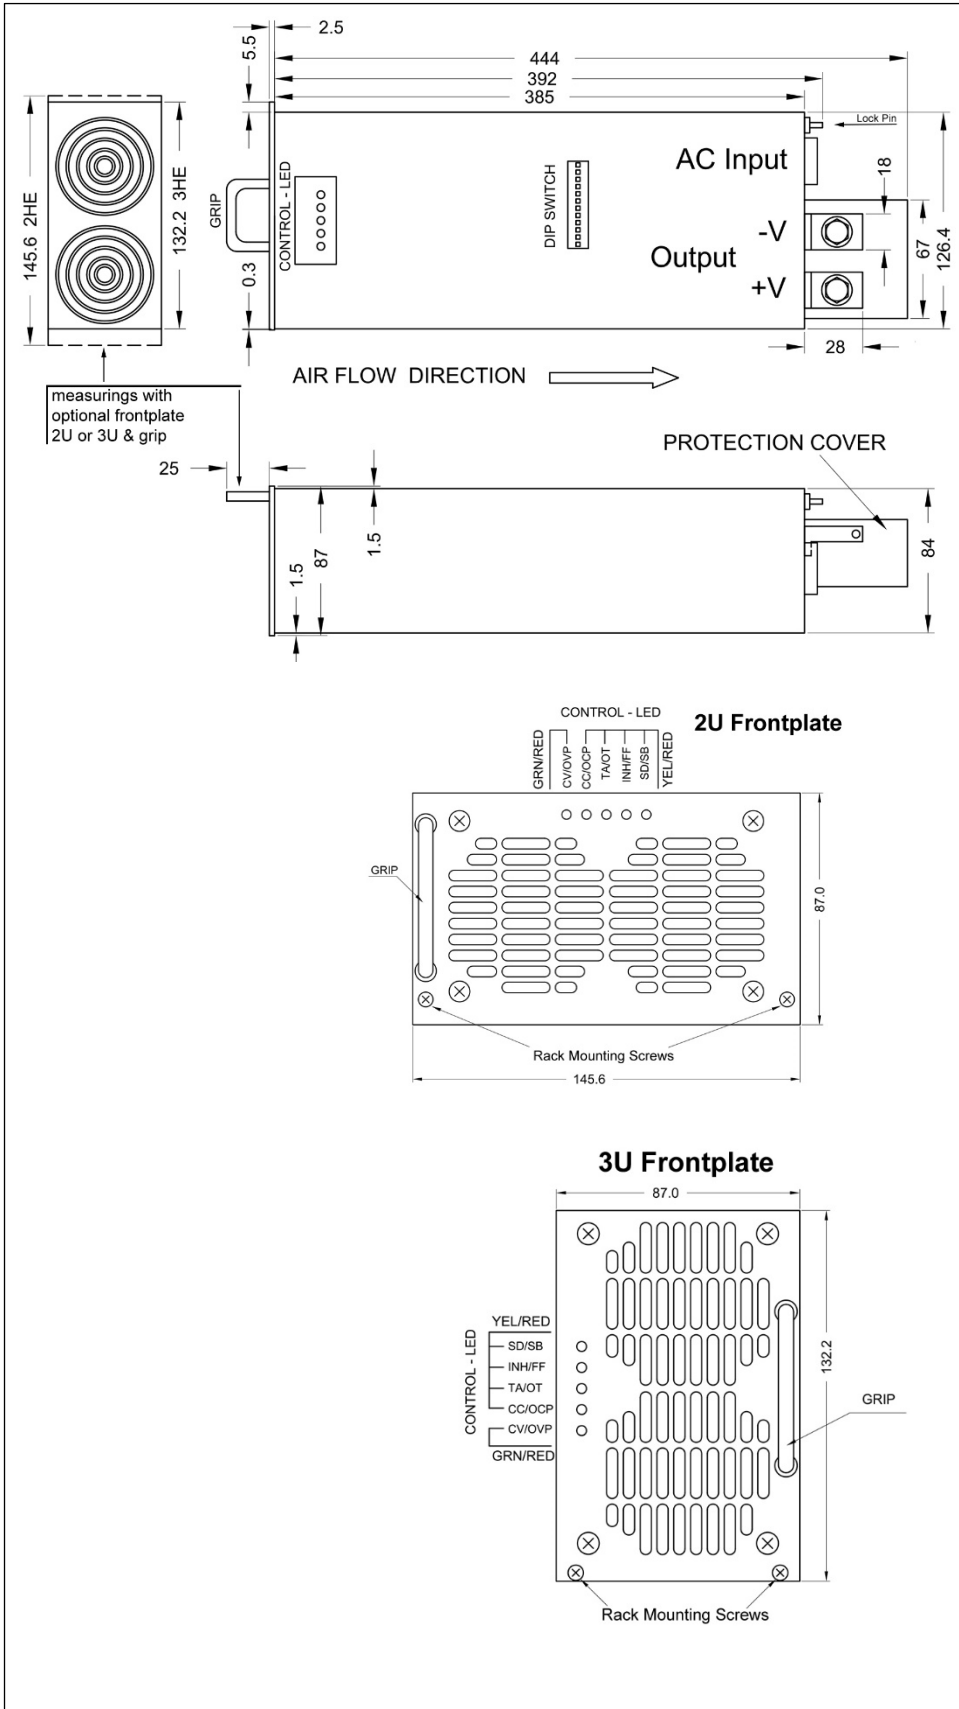 2.5
5.5
444
392
385
Lock Pin
AC Input
18
DIP SWITCH
CONTROL - LED
GRIP
145.6 2HE
132.2 3HE
-V
Output
+V
67
126.4
0.3
28
AIR FLOW DIRECTION
measurings with
optional frontplate
2U or 3U & grip
PROTECTION COVER
25
1.5
87
1.5
84
CONTROL - LED
2U Frontplate
GRN/RED
CV/OVP
CC/OCP
TA/OT
INH/FF
SD/SB
YEL/RED
GRIP
87.0
Rack Mounting Screws
145.6
3U Frontplate
87.0
YEL/RED
CONTROL - LED
SD/SB
INH/FF
TA/OT
CC/OCP
CV/OVP
GRN/RED
132.2
GRIP
Rack Mounting Screws